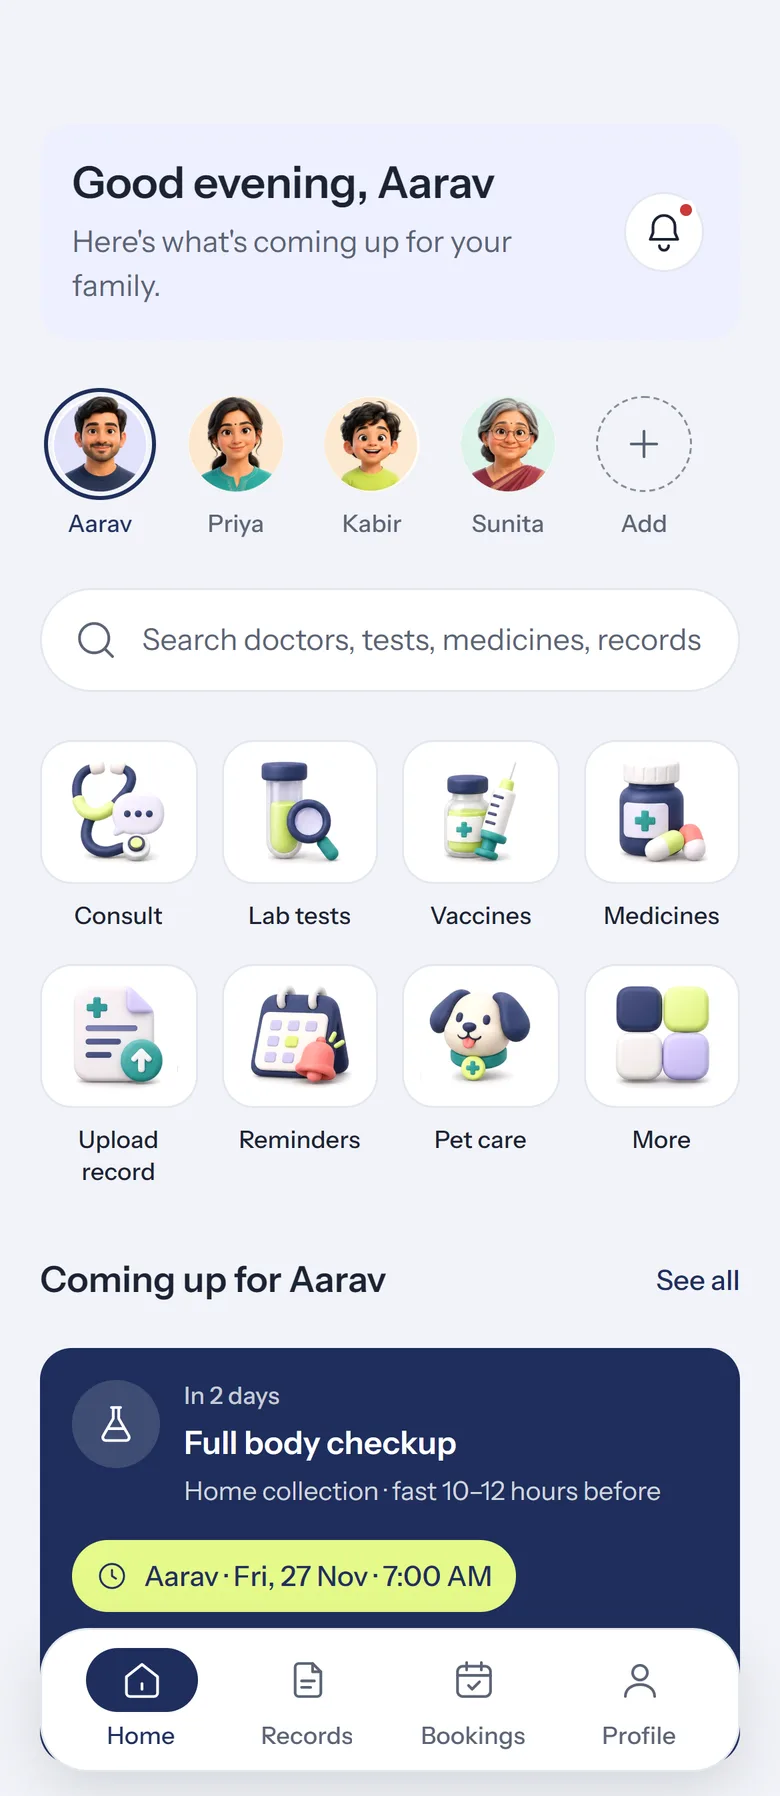 Good evening, Aarav
Here's what's coming up for your
family.
Aarav
Priya
Kabir
Sunita
Add
Search doctors, tests, medicines, records
Consult
Lab tests
Vaccines
Medicines
Upload
record
Reminders
Pet care
More
Coming up for Aarav
See all
In 2 days
Full body checkup
Home collection · fast 10–12 hours before
Aarav · Fri, 27 Nov · 7:00 AM
Home
Records
Bookings
Profile